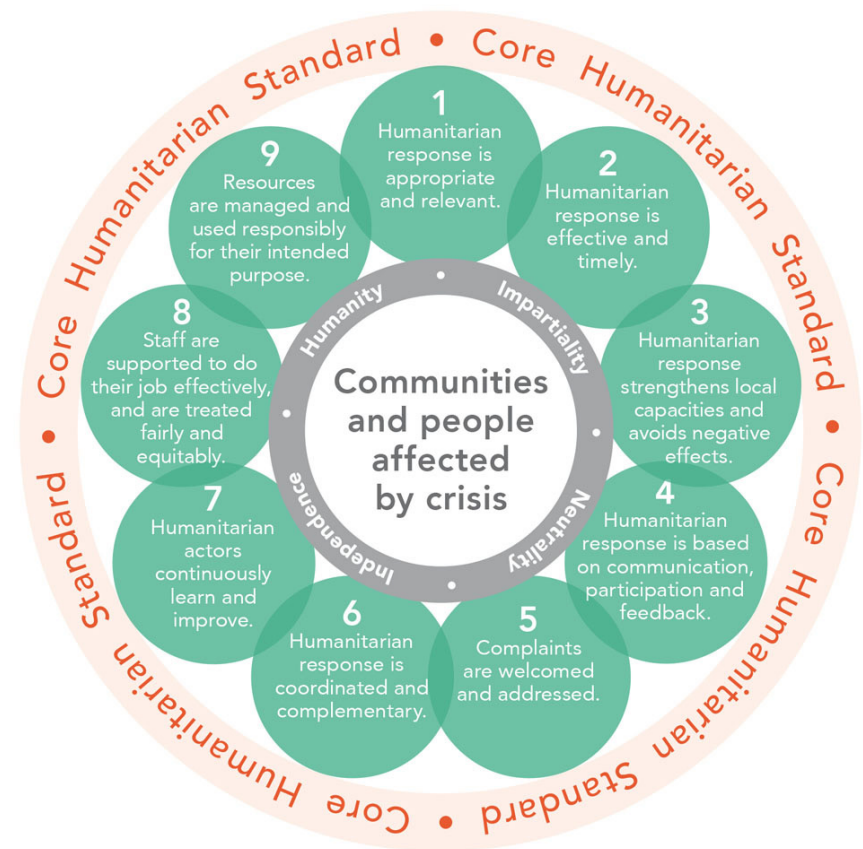 Core Humanitarian Standard • Core Humanitarian Standard • Core Humanitarian Standard • Core Humanitarian Standard •
1
Humanitarian
response is
appropriate
and relevant.
2
Humanitarian
response is
effective and
timely.
3
Humanitarian
response
strengthens local
capacities and
avoids negative
effects.
4
Humanitarian
response is based
on communication,
participation and
feedback.
5
Complaints
are welcomed
and addressed.
6
Humanitarian
response is
coordinated and
complementary.
7
Humanitarian
actors
continuously
learn and
improve.
8
Staff are
supported to do
their job effectively,
and are treated
fairly and
equitably.
9
Resources
are managed and
used responsibly
for their intended
purpose.
Humanity • Impartiality • Neutrality • Independence •
Communities
and people
affected
by crisis